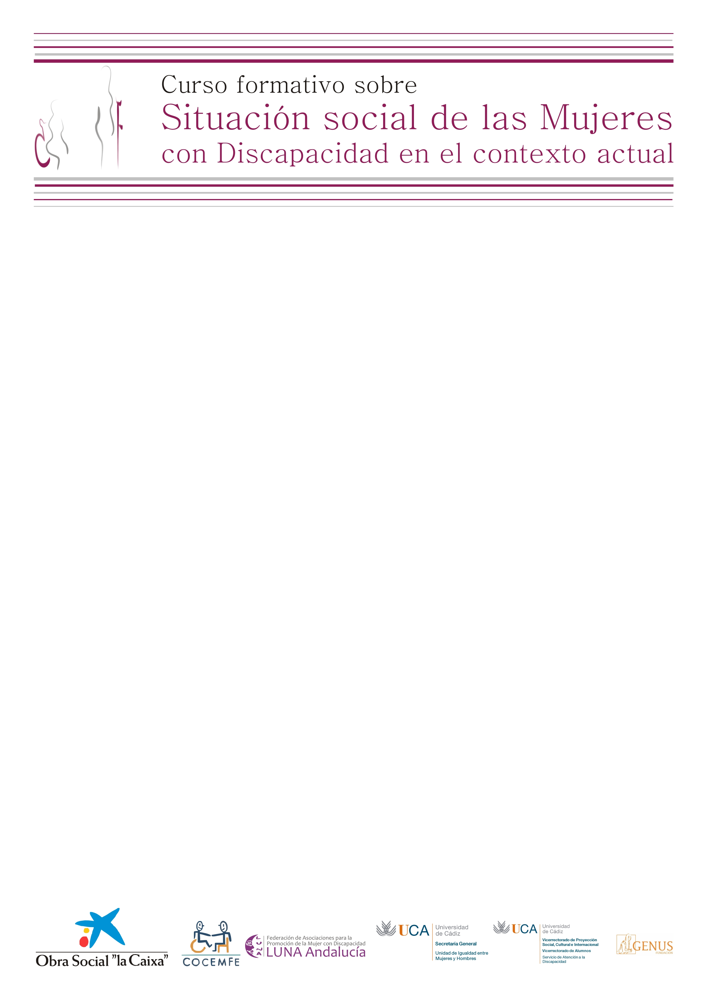 Curso formativo sobre
Situación social de las Mujeres
con Discapacidad en el contexto actual
Obra Social "la Caixa"
COCEMFE
LUNA
Federación de Asociaciones para la
Promoción de la Mujer con Discapacidad
LUNA Andalucía
UCA
Universidad
de Cádiz
Secretaría General
Unidad de Igualdad entre
Mujeres y Hombres
UCA
Universidad
de Cádiz
Vicerrectorado de Proyección
Social, Cultural e Internacional
Vicerrectorado de Alumnos
Servicio de Atención a la
Discapacidad
GENUS
FUNDACIÓN